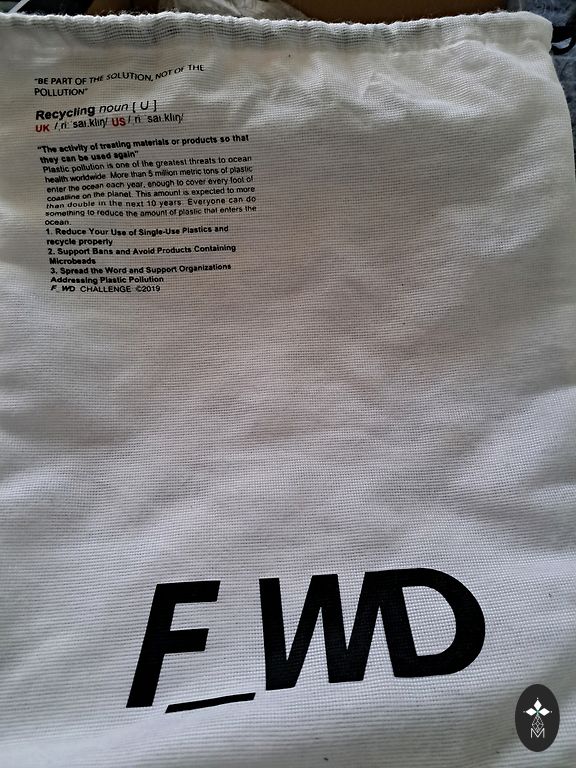 "BE PART OF THE SOLUTION, NOT OF THE
POLLUTION"
Recycling noun [ U ]
UK /ˌriːˈsaɪ.klɪŋ/ US /ˌriːˈsaɪ.klɪŋ/
"The activity of treating materials or products so that
they can be used again"
Plastic pollution is one of the greatest threats to ocean
health worldwide. More than 5 million metric tons of plastic
enter the ocean each year, enough to cover every foot of
coastline on the planet. This amount is expected to more
than double in the next 10 years. Everyone can do
something to reduce the amount of plastic that enters the
ocean.
1. Reduce Your Use of Single-Use Plastics and
recycle properly
2. Support Bans and Avoid Products Containing
Microbeads
3. Spread the Word and Support Organizations
Addressing Plastic Pollution
F_WD CHALLENGE ©2019
F_WD
M